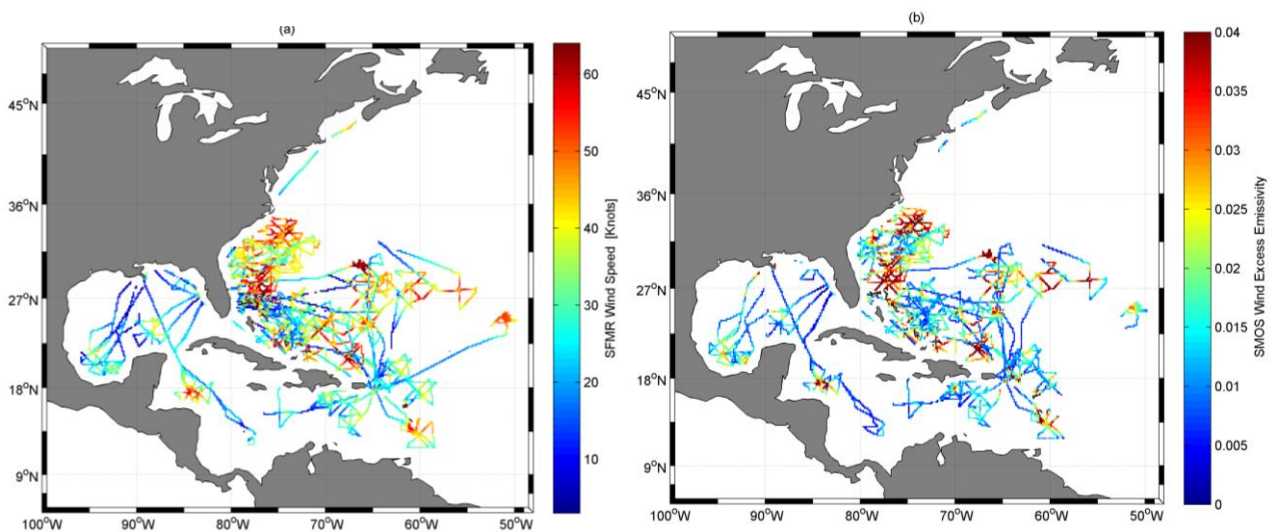 (a)
45°N
36°N
27°N
18°N
9°N
100°W 90°W 80°W 70°W 60°W 50°W
60
50
40
30
20
10
SFMR Wind Speed [Knots]
(b)
45°N
36°N
27°N
18°N
9°N
100°W 90°W 80°W 70°W 60°W 50°W
0.04
0.035
0.03
0.025
0.02
0.015
0.01
0.005
0
SMOS Wind Excess Emissivity